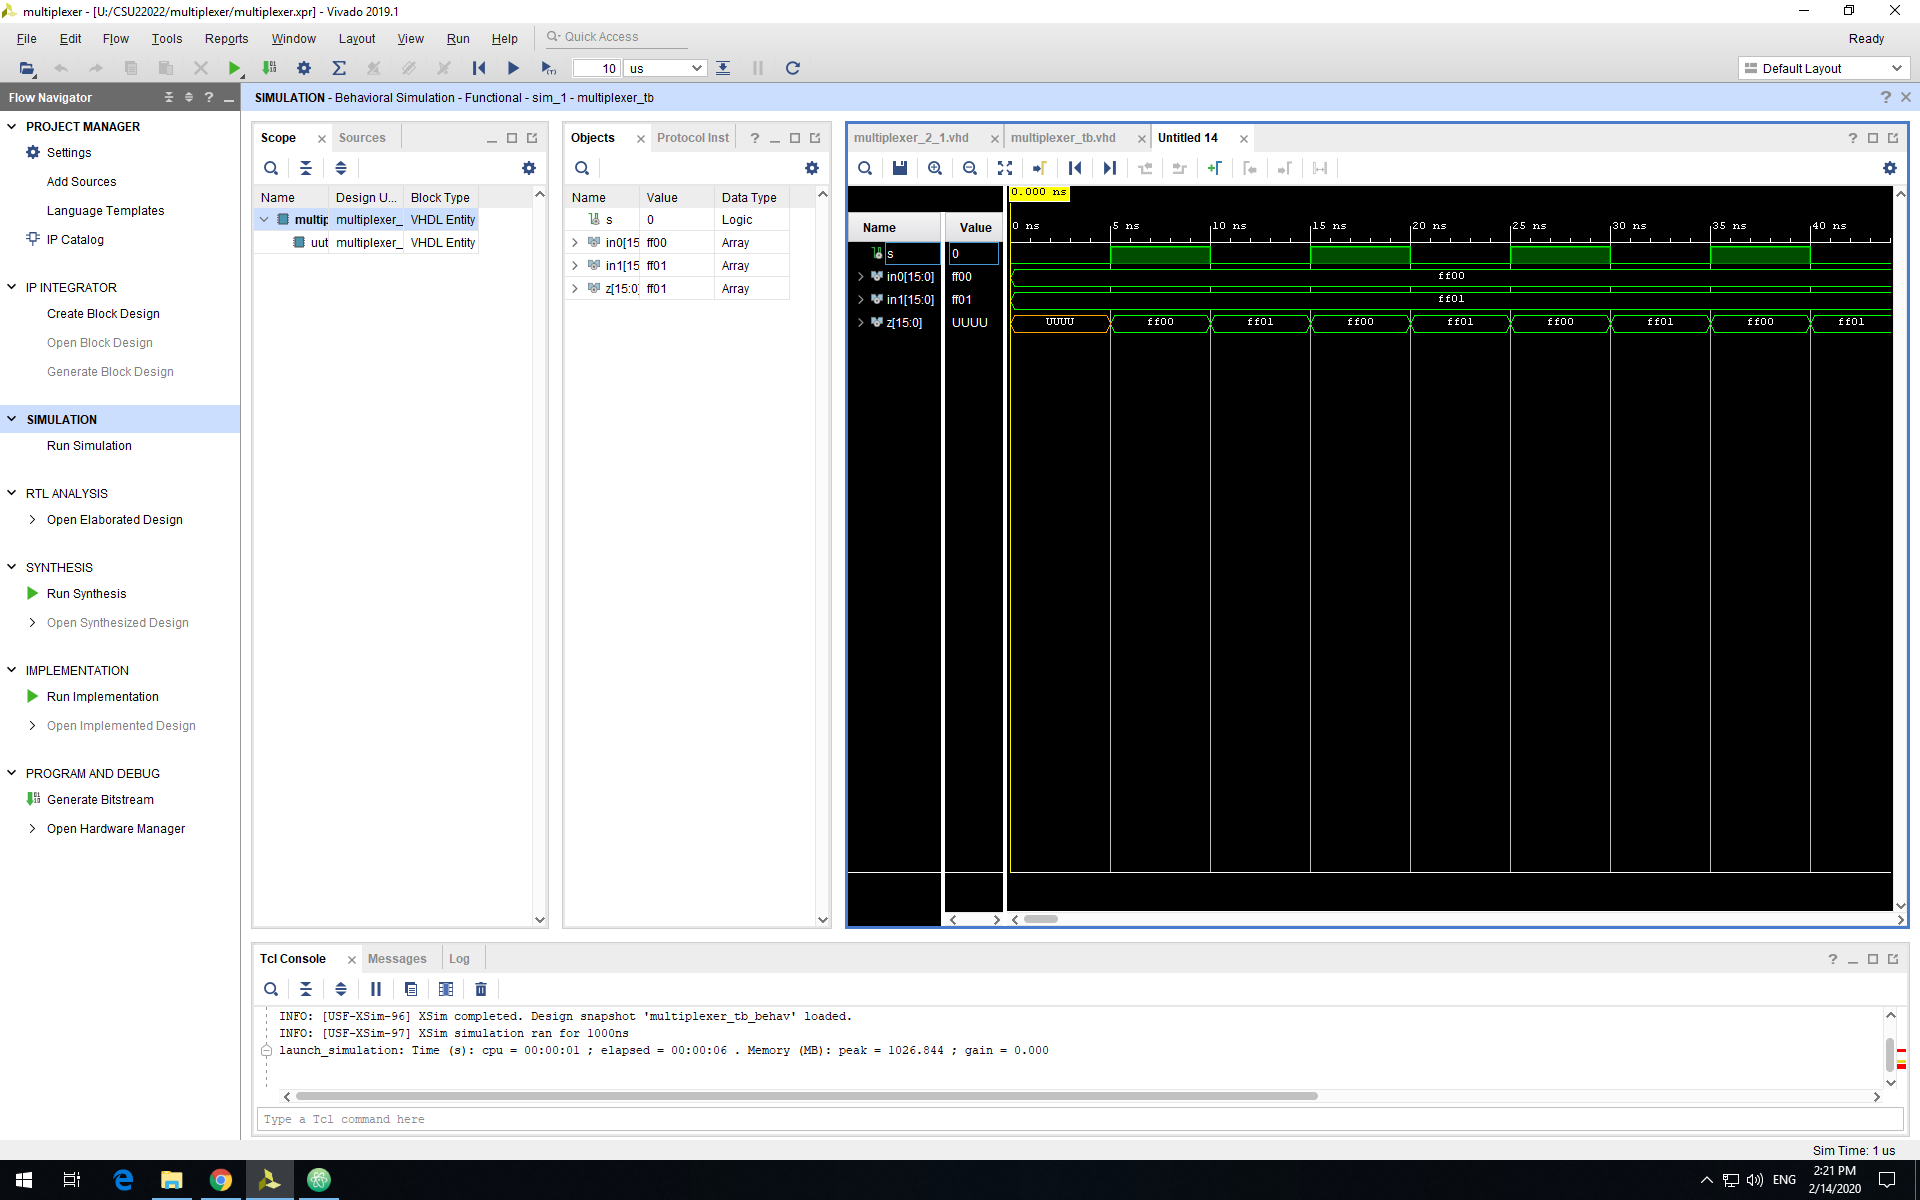 multiplexer - [U:/CSU22022/multiplexer/multiplexer.xpr] - Vivado 2019.1
File Edit Flow Tools Reports Window Layout View Run Help Quick Access Ready
10 us Default Layout
Flow Navigator
SIMULATION - Behavioral Simulation - Functional - sim_1 - multiplexer_tb
PROJECT MANAGER
Settings
Add Sources
Language Templates
IP Catalog
IP INTEGRATOR
Create Block Design
Open Block Design
Generate Block Design
SIMULATION
Run Simulation
RTL ANALYSIS
Open Elaborated Design
SYNTHESIS
Run Synthesis
Open Synthesized Design
IMPLEMENTATION
Run Implementation
Open Implemented Design
PROGRAM AND DEBUG
Generate Bitstream
Open Hardware Manager
Scope Sources
Name Design U... Block Type
multip multiplexer_ VHDL Entity
uut multiplexer_ VHDL Entity
Objects Protocol Inst
Name Value Data Type
s 0 Logic
in0[15 ff00 Array
in1[15 ff01 Array
z[15:0] ff01 Array
multiplexer_2_1.vhd multiplexer_tb.vhd Untitled 14
0.000 ns
Name Value
0 ns 5 ns 10 ns 15 ns 20 ns 25 ns 30 ns 35 ns 40 ns
s 0
in0[15:0] ff00 ff00
in1[15:0] ff01 ff01
z[15:0] UUUU UUUU ff00 ff01 ff00 ff01 ff00 ff01 ff00 ff01
Tcl Console Messages Log
INFO: [USF-XSim-96] XSim completed. Design snapshot 'multiplexer_tb_behav' loaded.
INFO: [USF-XSim-97] XSim simulation ran for 1000ns
launch_simulation: Time (s): cpu = 00:00:01 ; elapsed = 00:00:06 . Memory (MB): peak = 1026.844 ; gain = 0.000
Type a Tcl command here
Sim Time: 1 us
ENG
2:21 PM
2/14/2020